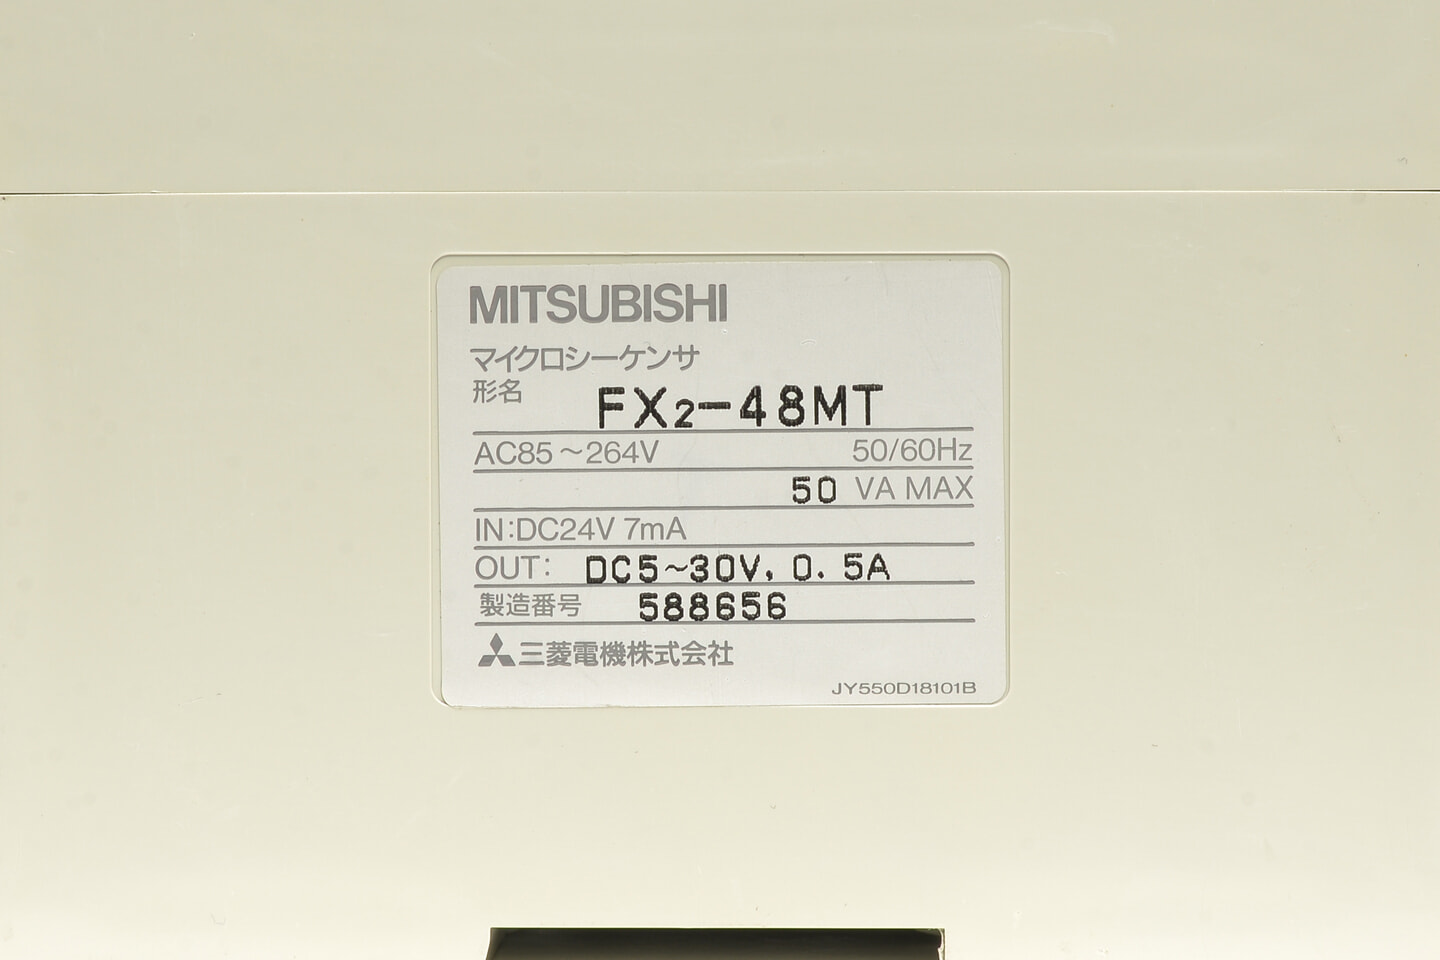 MITSUBISHI
マイクロシーケンサ
形名 FX2-48MT
AC85～264V 50/60Hz
50 VA MAX
IN:DC24V 7mA
OUT: DC5~30V, 0.5A
製造番号 588656
三菱電機株式会社
JY550D18101B